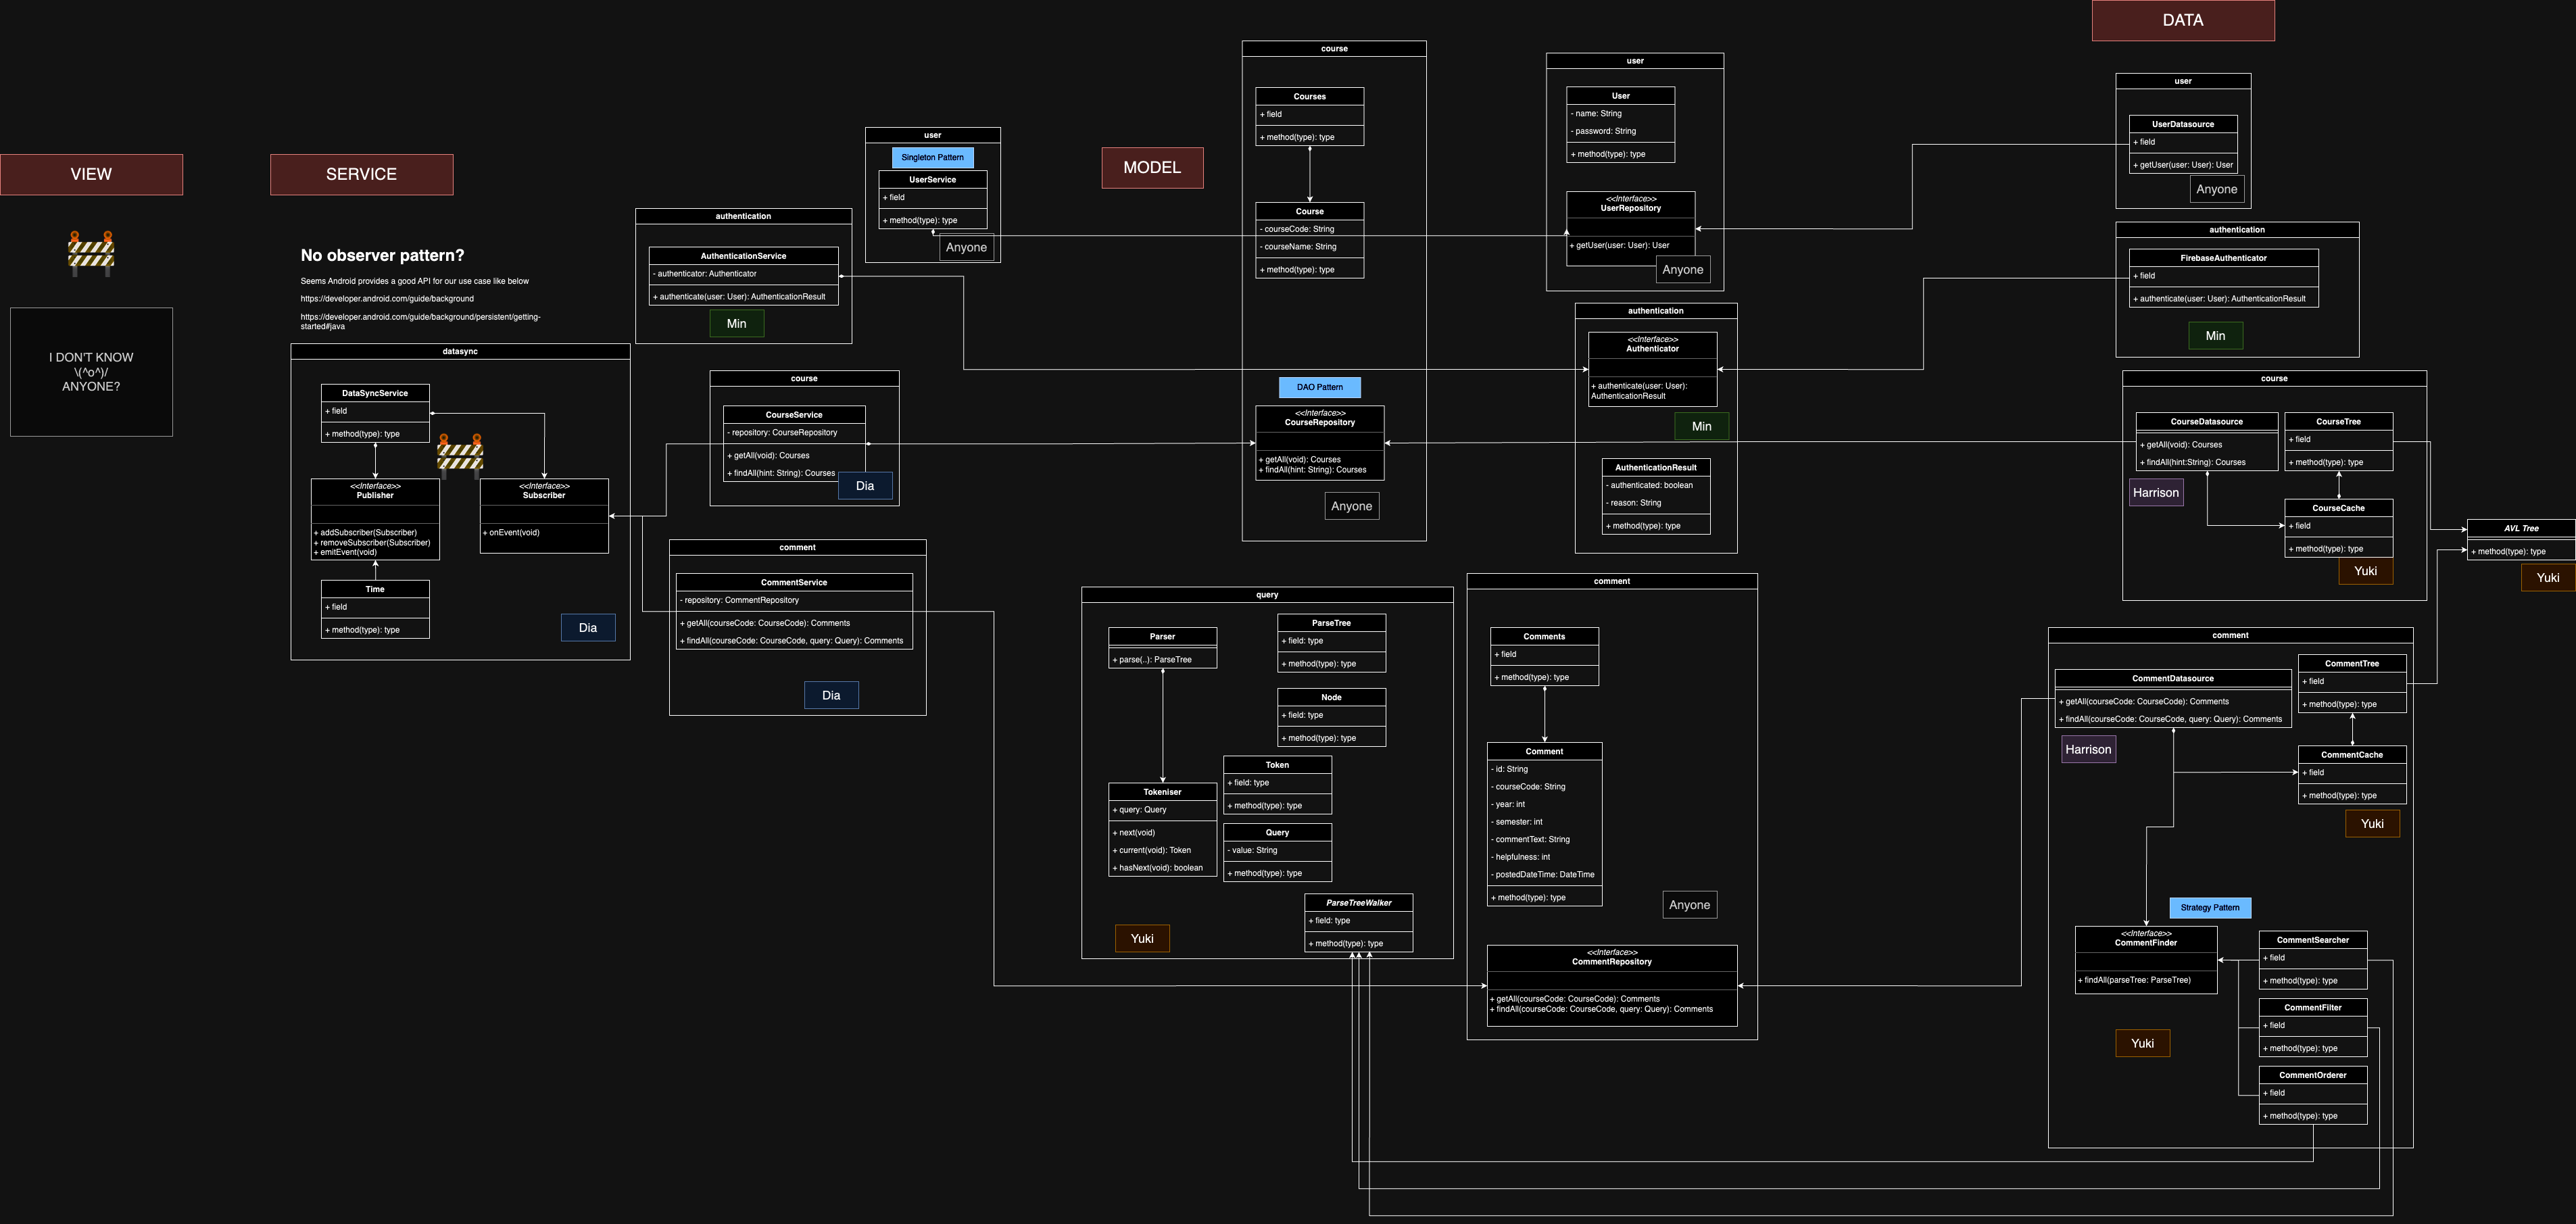 VIEW
I DON'T KNOW
\(^o^)/
ANYONE?
SERVICE
No observer pattern?
Seems Android provides a good API for our use case like below
https://developer.android.com/guide/background
https://developer.android.com/guide/background/persistent/getting-
started#java
datasync
DataSyncService
+ field
+ method(type): type
<<Interface>>
Publisher
+ addSubscriber(Subscriber)
+ removeSubscriber(Subscriber)
+ emitEvent(void)
<<Interface>>
Subscriber
+ onEvent(void)
Time
+ field
+ method(type): type
Dia
authentication
AuthenticationService
- authenticator: Authenticator
+ authenticate(user: User): AuthenticationResult
Min
user
Singleton Pattern
UserService
+ field
+ method(type): type
Anyone
course
CourseService
- repository: CourseRepository
+ getAll(void): Courses
+ findAll(hint: String): Courses
Dia
comment
CommentService
- repository: CommentRepository
+ getAll(courseCode: CourseCode): Comments
+ findAll(courseCode: CourseCode, query: Query): Comments
Dia
MODEL
course
Courses
+ field
+ method(type): type
Course
- courseCode: String
- courseName: String
+ method(type): type
DAO Pattern
<<Interface>>
CourseRepository
+ getAll(void): Courses
+ findAll(hint: String): Courses
Anyone
user
User
- name: String
- password: String
+ method(type): type
<<Interface>>
UserRepository
+ getUser(user: User): User
Anyone
authentication
<<Interface>>
Authenticator
+ authenticate(user: User):
AuthenticationResult
Min
AuthenticationResult
- authenticated: boolean
- reason: String
+ method(type): type
query
Parser
+ parse(..): ParseTree
ParseTree
+ field: type
+ method(type): type
Node
+ field: type
+ method(type): type
Token
+ field: type
+ method(type): type
Tokeniser
+ query: Query
+ next(void)
+ current(void): Token
+ hasNext(void): boolean
Query
- value: String
+ method(type): type
ParseTreeWalker
+ field: type
+ method(type): type
Yuki
comment
Comments
+ field
+ method(type): type
Comment
- id: String
- courseCode: String
- year: int
- semester: int
- commentText: String
- helpfulness: int
- postedDateTime: DateTime
+ method(type): type
Anyone
<<Interface>>
CommentRepository
+ getAll(courseCode: CourseCode): Comments
+ findAll(courseCode: CourseCode, query: Query): Comments
DATA
user
UserDatasource
+ field
+ getUser(user: User): User
Anyone
authentication
FirebaseAuthenticator
+ field
+ authenticate(user: User): AuthenticationResult
Min
course
CourseDatasource
+ getAll(void): Courses
+ findAll(hint:String): Courses
Harrison
CourseTree
+ field
+ method(type): type
CourseCache
+ field
+ method(type): type
Yuki
AVL Tree
+ method(type): type
Yuki
comment
CommentDatasource
+ getAll(courseCode: CourseCode): Comments
+ findAll(courseCode: CourseCode, query: Query): Comments
Harrison
CommentTree
+ field
+ method(type): type
CommentCache
+ field
+ method(type): type
Yuki
Strategy Pattern
<<Interface>>
CommentFinder
+ findAll(parseTree: ParseTree)
Yuki
CommentSearcher
+ field
+ method(type): type
CommentFilter
+ field
+ method(type): type
CommentOrderer
+ field
+ method(type): type